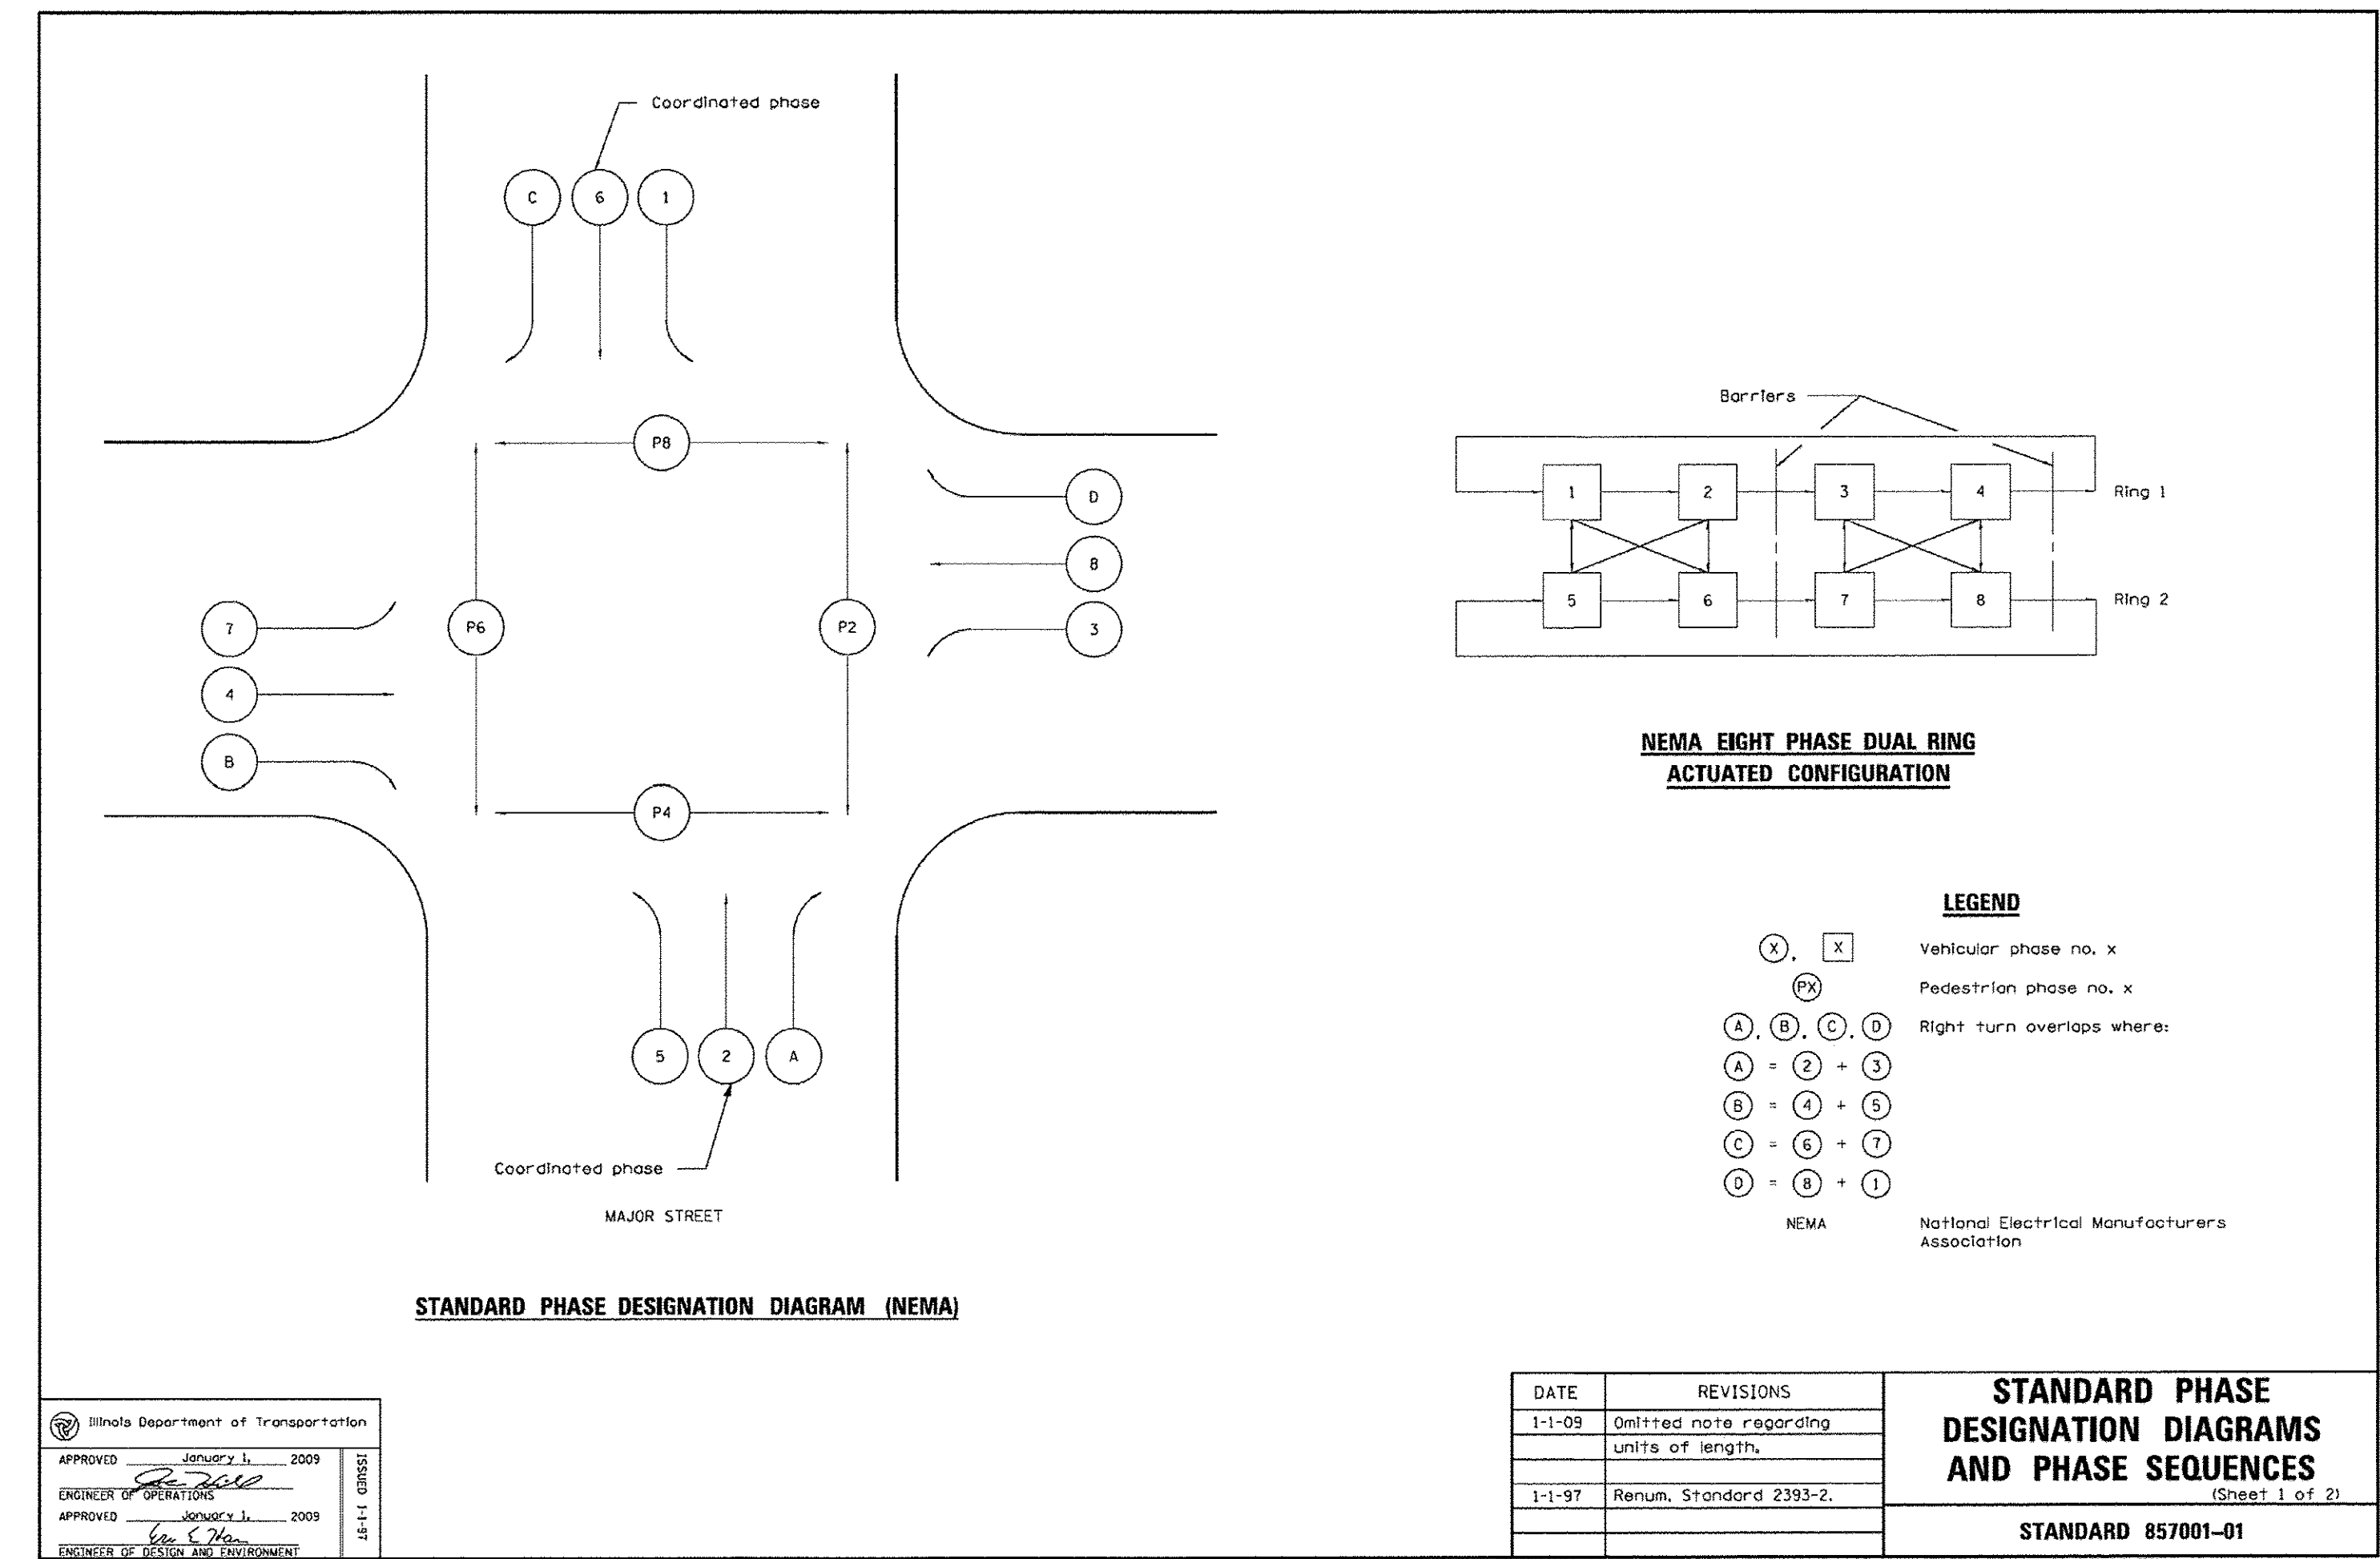 Coordinated phase
C 6 1
P8
D
8
3
7
4
B
P6
P2
P4
5 2 A
Coordinated phase
MAJOR STREET
STANDARD PHASE DESIGNATION DIAGRAM (NEMA)
Barriers
1 2 3 4 Ring 1
5 6 7 8 Ring 2
NEMA EIGHT PHASE DUAL RING
ACTUATED CONFIGURATION
LEGEND
X, X Vehicular phase no. x
PX Pedestrian phase no. x
A, B, C, D Right turn overlaps where:
A = 2 + 3
B = 4 + 5
C = 6 + 7
D = 8 + 1
NEMA National Electrical Manufacturers
Association
Illinois Department of Transportation
APPROVED January 1, 2009
ENGINEER OF OPERATIONS
APPROVED January 1, 2009
ENGINEER OF DESIGN AND ENVIRONMENT
ISSUED 1-1-97
DATE REVISIONS
1-1-09 Omitted note regarding
units of length.
1-1-97 Renum. Standard 2393-2.
STANDARD PHASE
DESIGNATION DIAGRAMS
AND PHASE SEQUENCES
(Sheet 1 of 2)
STANDARD 857001–01